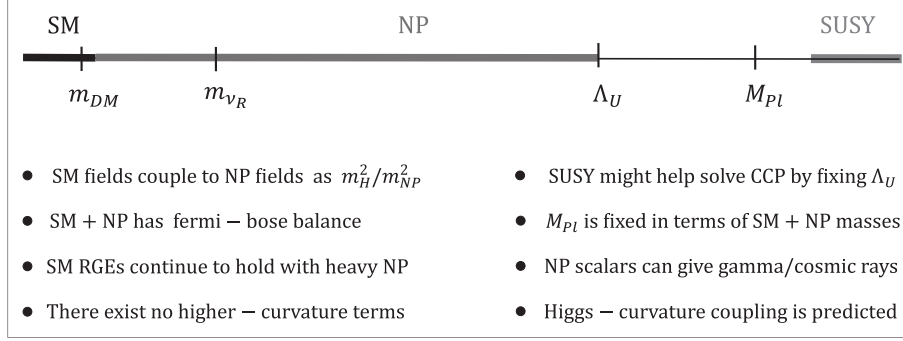 SM NP SUSY
m_{DM} m_{ν_R} Λ_U M_{Pl}
● SM fields couple to NP fields as m_H^2/m_{NP}^2
● SM + NP has fermi − bose balance
● SM RGEs continue to hold with heavy NP
● There exist no higher − curvature terms
● SUSY might help solve CCP by fixing Λ_U
● M_{Pl} is fixed in terms of SM + NP masses
● NP scalars can give gamma/cosmic rays
● Higgs − curvature coupling is predicted